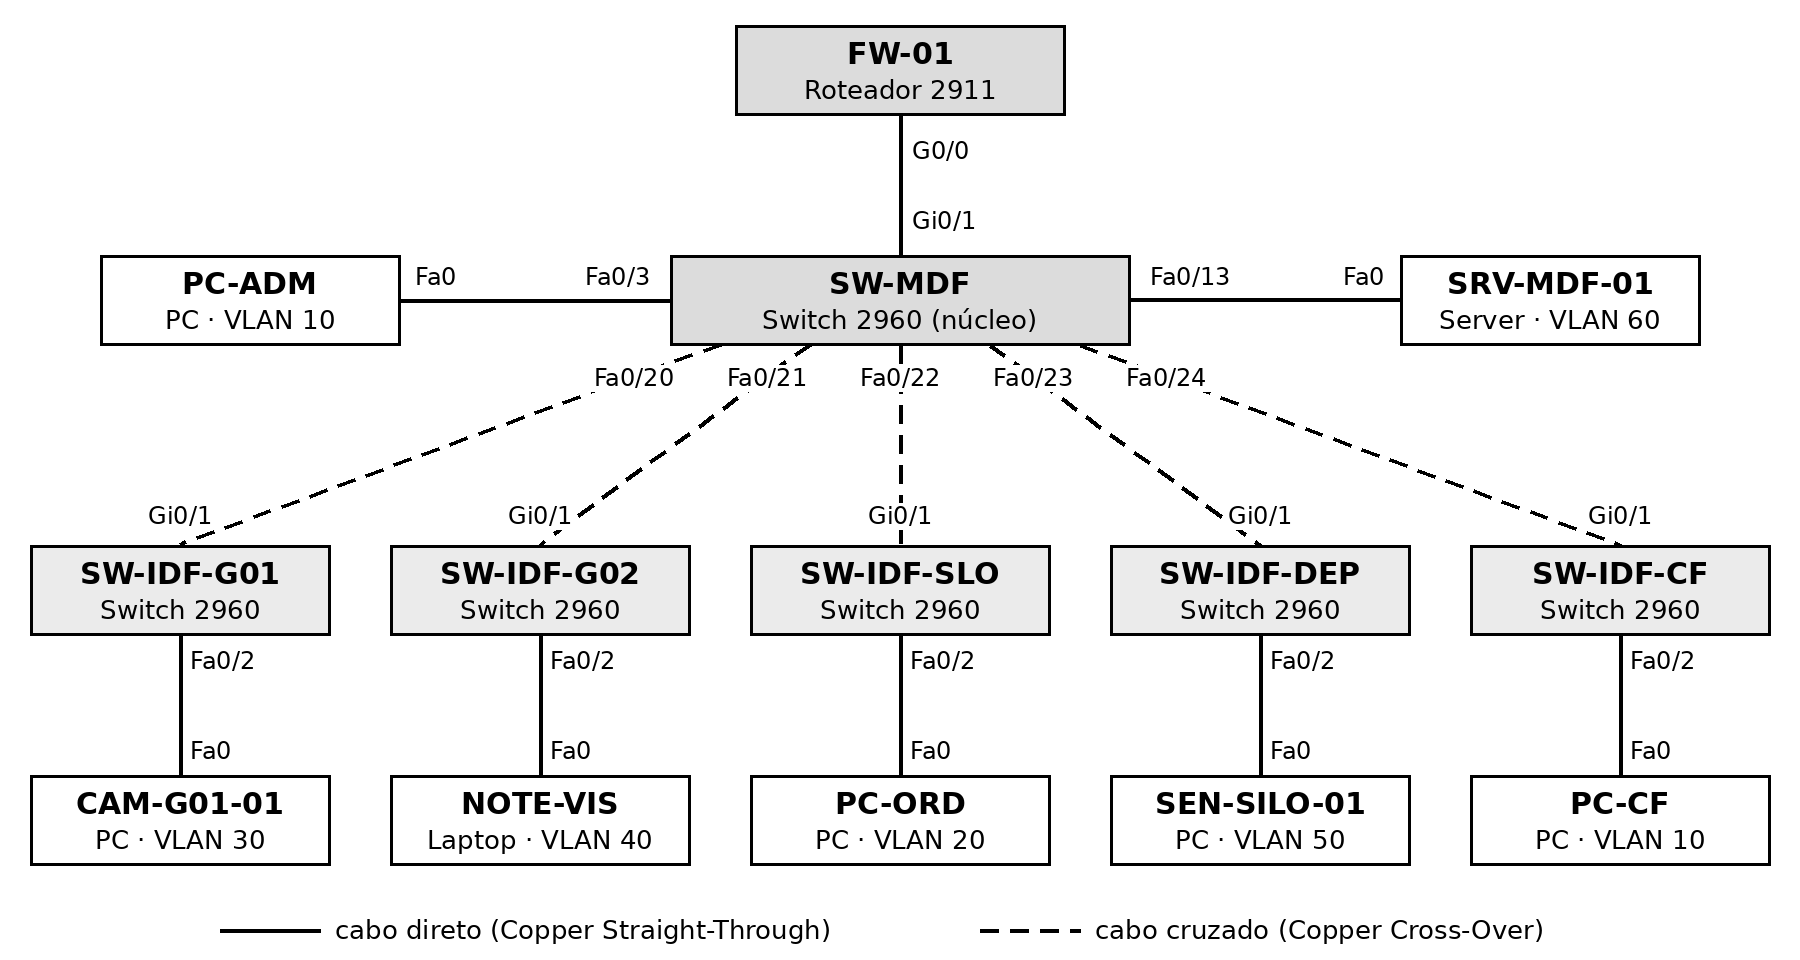 FW-01
Roteador 2911
G0/0
Gi0/1
PC-ADM
PC · VLAN 10
Fa0
Fa0/3
SW-MDF
Switch 2960 (núcleo)
Fa0/13
Fa0
SRV-MDF-01
Server · VLAN 60
Fa0/20
Fa0/21
Fa0/22
Fa0/23
Fa0/24
Gi0/1
Gi0/1
Gi0/1
Gi0/1
Gi0/1
SW-IDF-G01
Switch 2960
SW-IDF-G02
Switch 2960
SW-IDF-SLO
Switch 2960
SW-IDF-DEP
Switch 2960
SW-IDF-CF
Switch 2960
Fa0/2
Fa0/2
Fa0/2
Fa0/2
Fa0/2
Fa0
Fa0
Fa0
Fa0
Fa0
CAM-G01-01
PC · VLAN 30
NOTE-VIS
Laptop · VLAN 40
PC-ORD
PC · VLAN 20
SEN-SILO-01
PC · VLAN 50
PC-CF
PC · VLAN 10
cabo direto (Copper Straight-Through)
cabo cruzado (Copper Cross-Over)